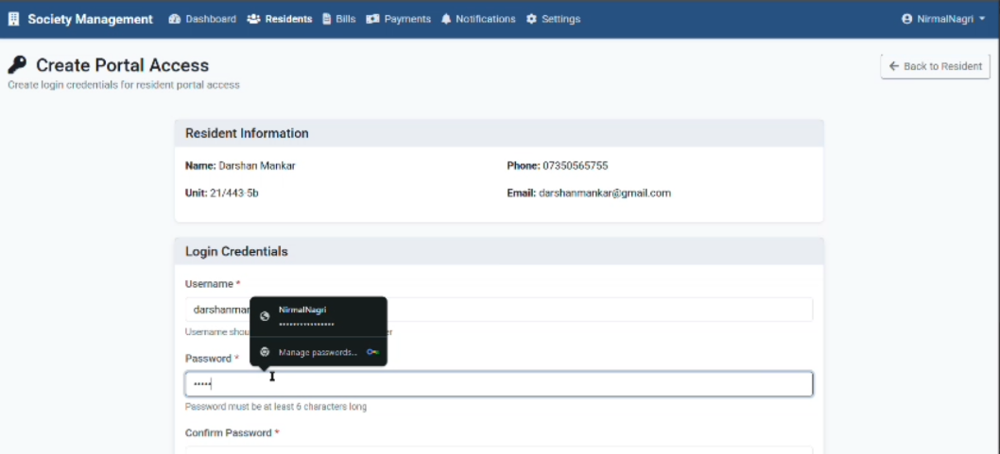 Society Management Dashboard Residents Bills Payments Notifications Settings NirmalNagri
Create Portal Access
Back to Resident
Create login credentials for resident portal access
Resident Information
Name: Darshan Mankar Phone: 07350565755
Unit: 21/443-5b Email: darshanmankar@gmail.com
Login Credentials
Username *
darshanmar
NirmalNagri
Username shou
Manage passwords...
Password *
Password must be at least 6 characters long
Confirm Password *